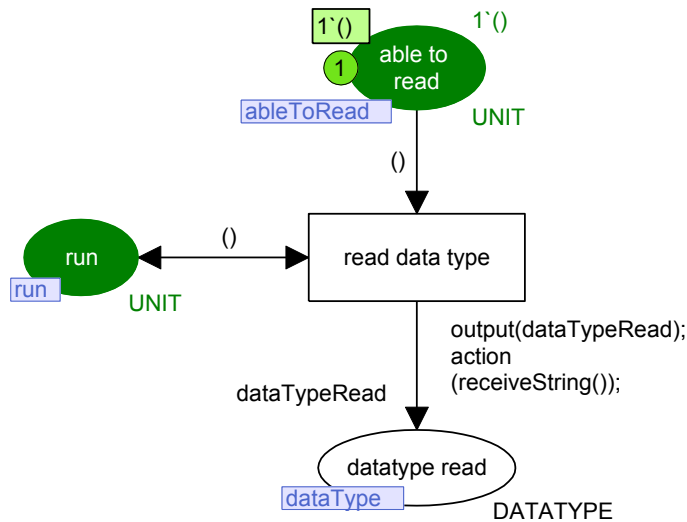 1`()
1`()
1
able to
read
ableToRead
UNIT
()
()
run
run
UNIT
read data type
output(dataTypeRead);
action
(receiveString());
dataTypeRead
datatype read
dataType
DATATYPE